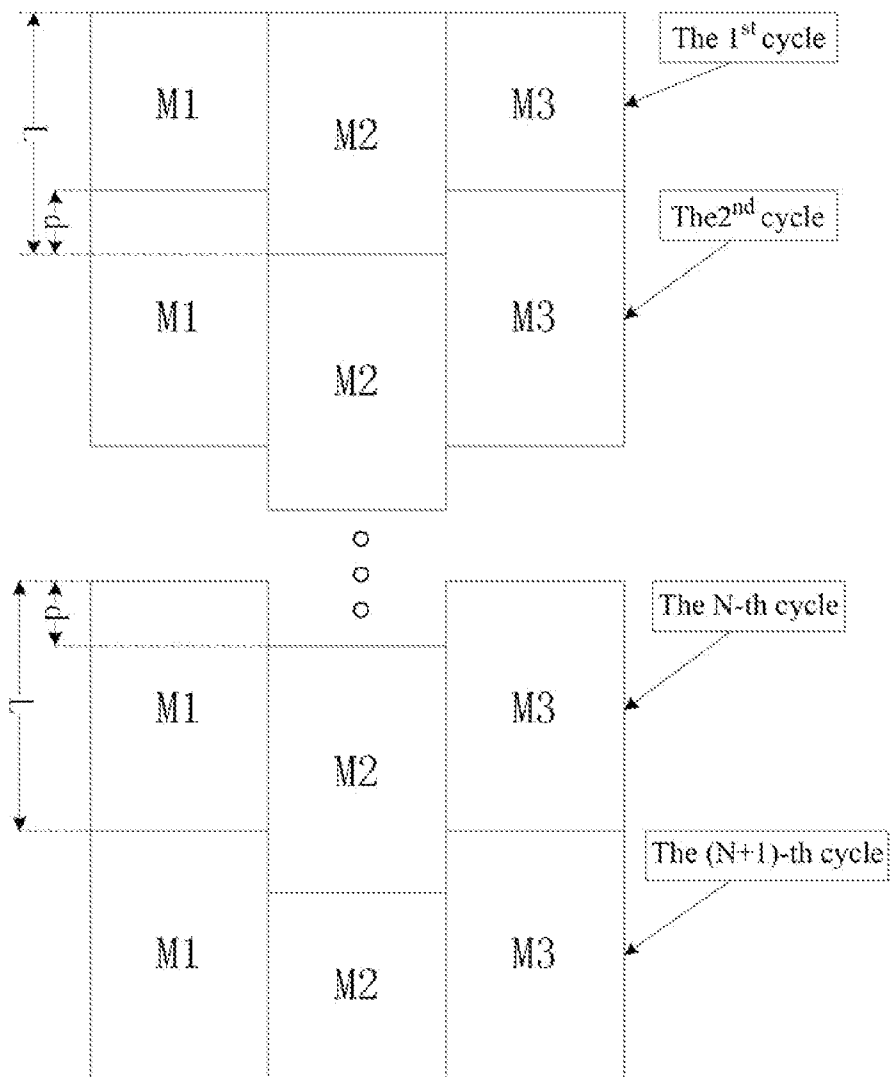 The 1st cycle
M1
M3
M2
L
d
The2nd cycle
M1
M3
M2
d
The N-th cycle
L
M1
M3
M2
The (N+1)-th cycle
M1
M3
M2